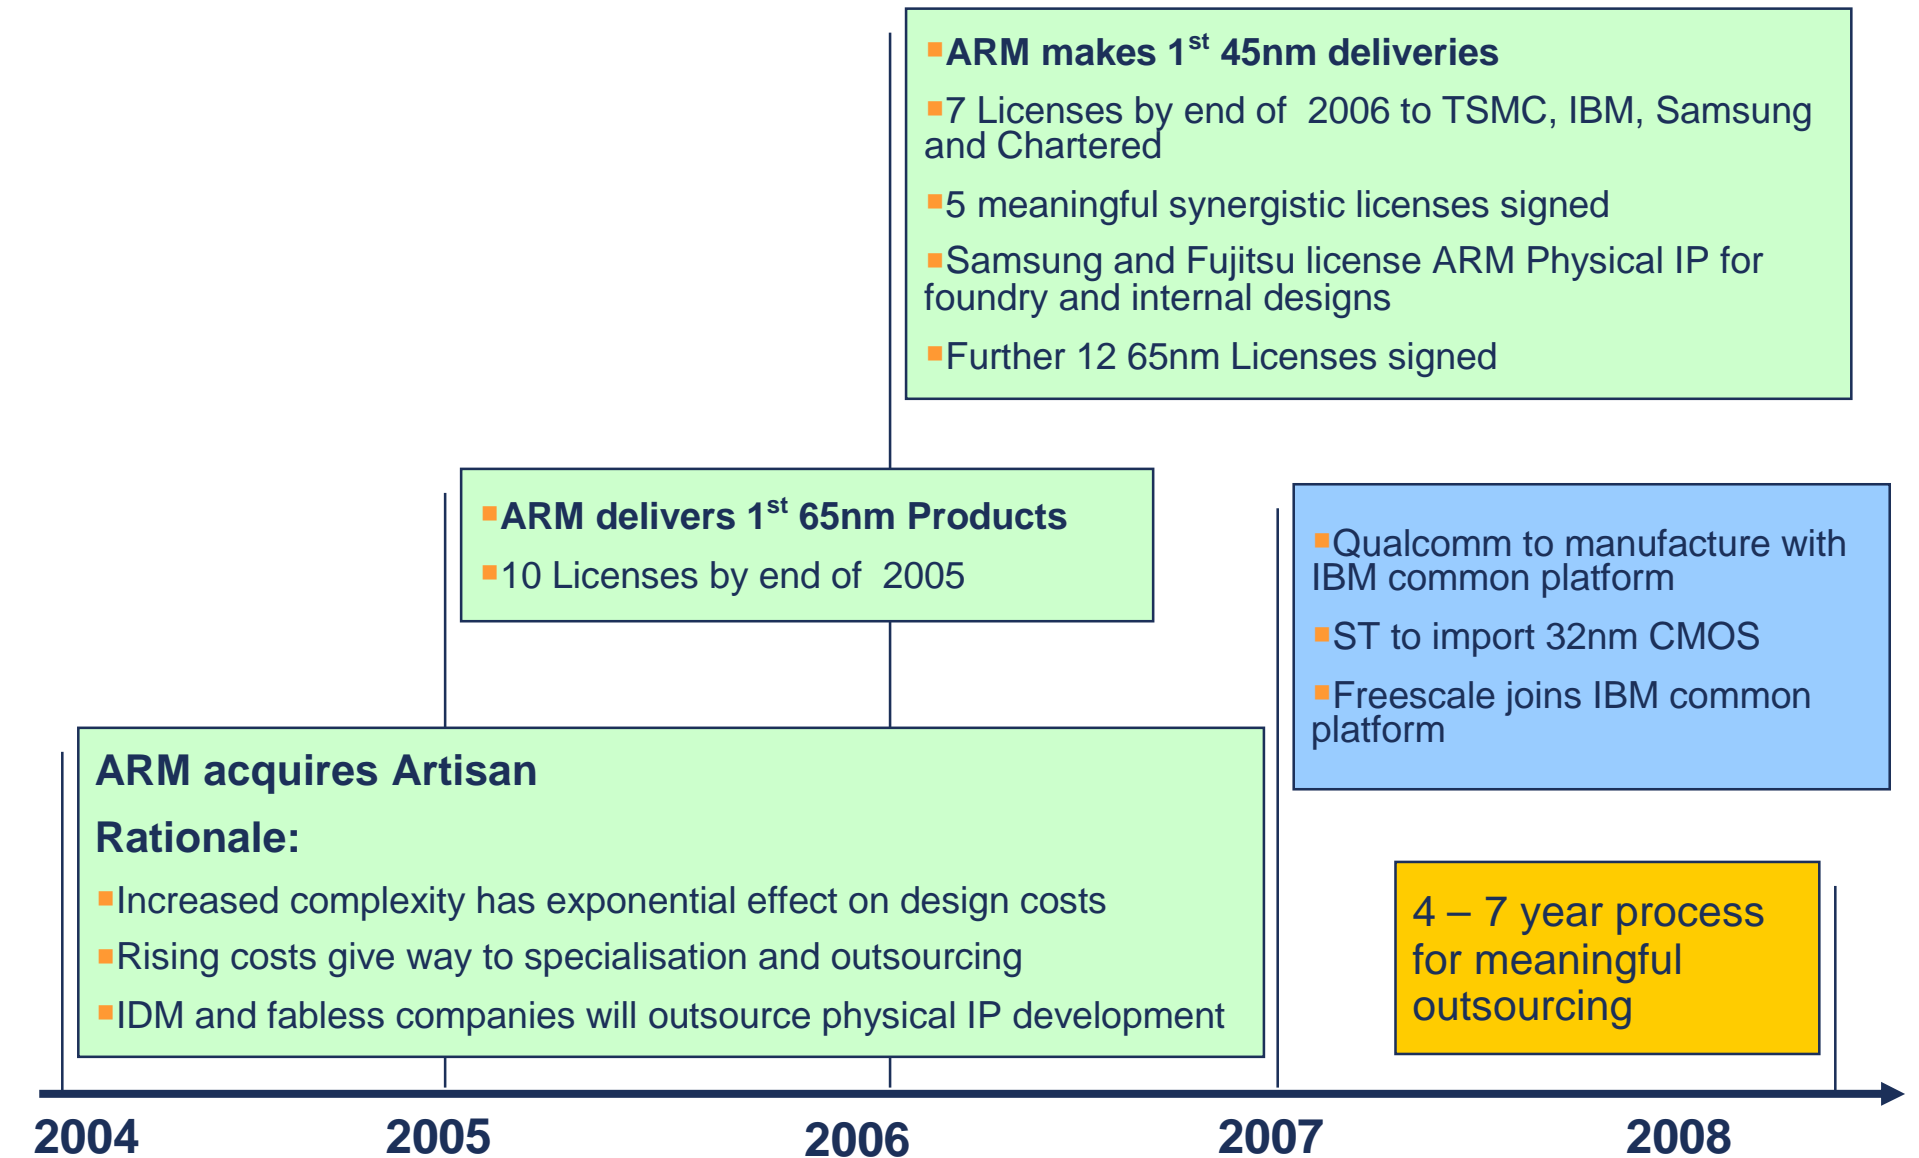 ARM makes 1st 45nm deliveries
7 Licenses by end of 2006 to TSMC, IBM, Samsung
and Chartered
5 meaningful synergistic licenses signed
Samsung and Fujitsu license ARM Physical IP for
foundry and internal designs
Further 12 65nm Licenses signed
ARM delivers 1st 65nm Products
10 Licenses by end of 2005
Qualcomm to manufacture with
IBM common platform
ST to import 32nm CMOS
Freescale joins IBM common
platform
ARM acquires Artisan
Rationale:
Increased complexity has exponential effect on design costs
Rising costs give way to specialisation and outsourcing
IDM and fabless companies will outsource physical IP development
4 – 7 year process
for meaningful
outsourcing
2004 2005 2006 2007 2008